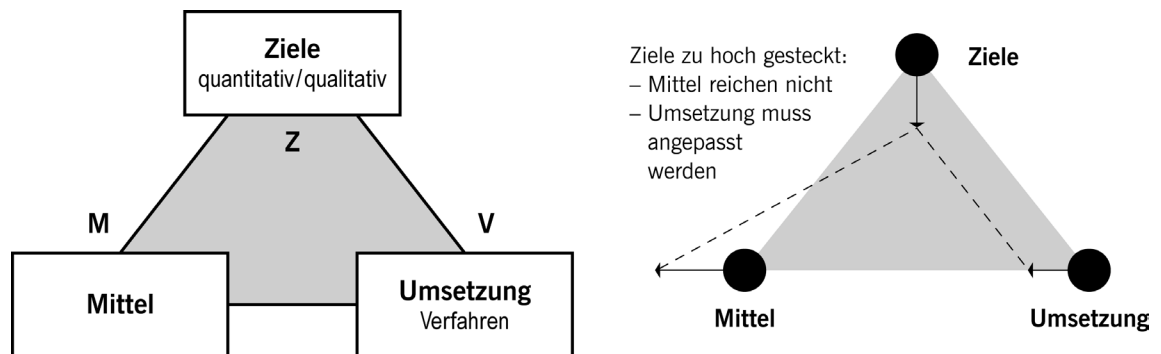 Ziele
quantitativ/qualitativ
Z
M
V
Mittel
Umsetzung
Verfahren
Ziele zu hoch gesteckt:
– Mittel reichen nicht
– Umsetzung muss
angepasst
werden
Ziele
Mittel
Umsetzung